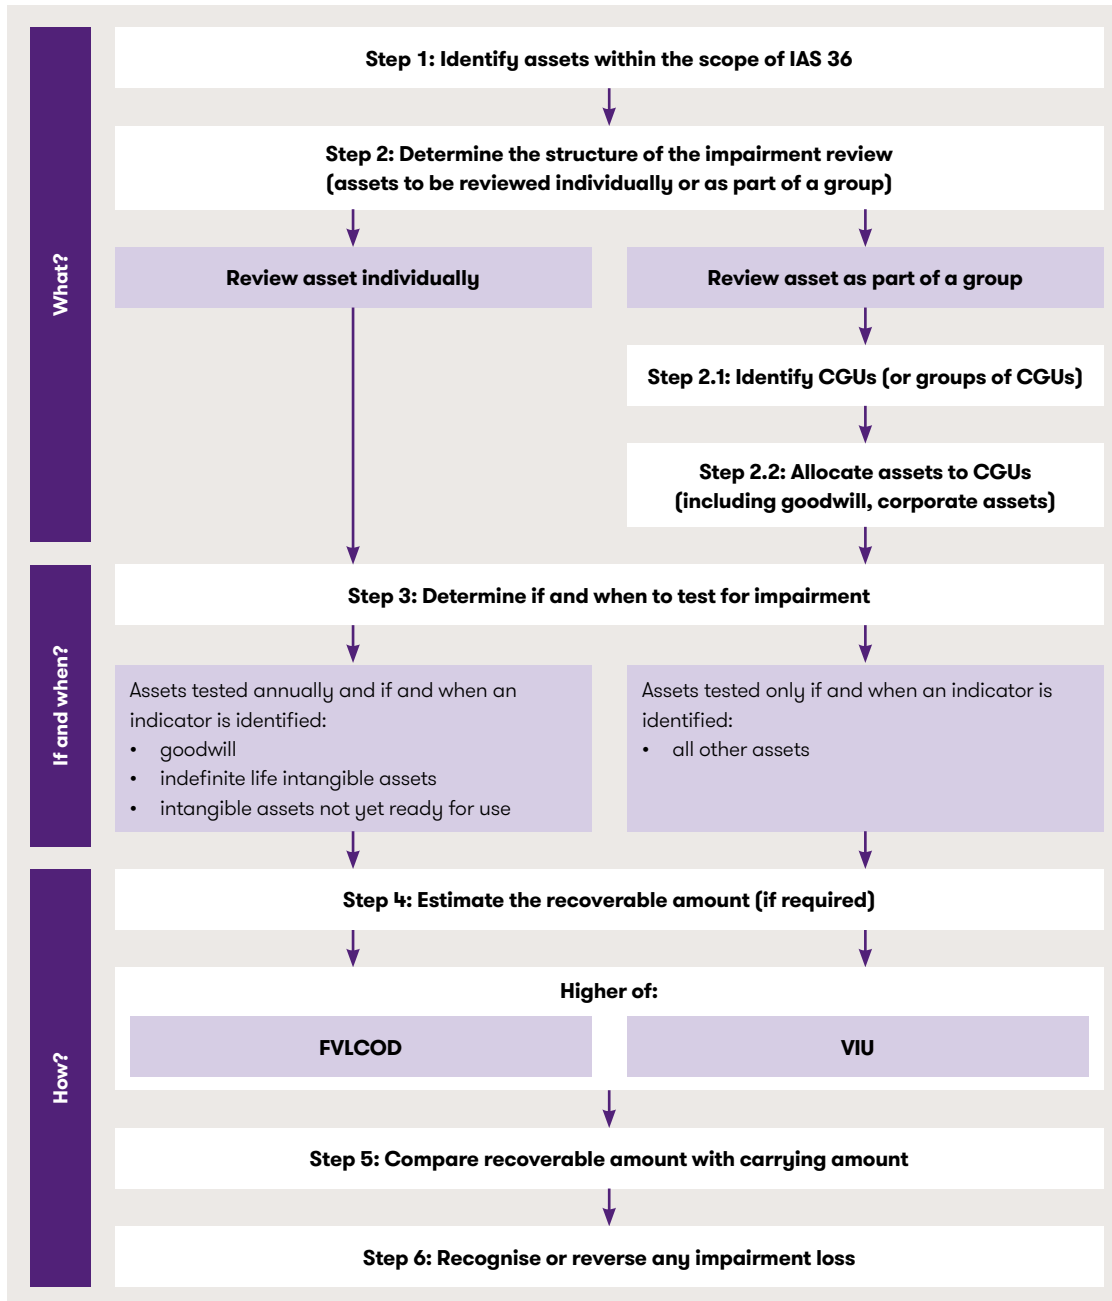 What?
Step 1: Identify assets within the scope of IAS 36
Step 2: Determine the structure of the impairment review
(assets to be reviewed individually or as part of a group)
Review asset individually
Review asset as part of a group
Step 2.1: Identify CGUs (or groups of CGUs)
Step 2.2: Allocate assets to CGUs
(including goodwill, corporate assets)
If and when?
Step 3: Determine if and when to test for impairment
Assets tested annually and if and when an
indicator is identified:
• goodwill
• indefinite life intangible assets
• intangible assets not yet ready for use
Assets tested only if and when an indicator is
identified:
• all other assets
How?
Step 4: Estimate the recoverable amount (if required)
Higher of:
FVLCOD
VIU
Step 5: Compare recoverable amount with carrying amount
Step 6: Recognise or reverse any impairment loss